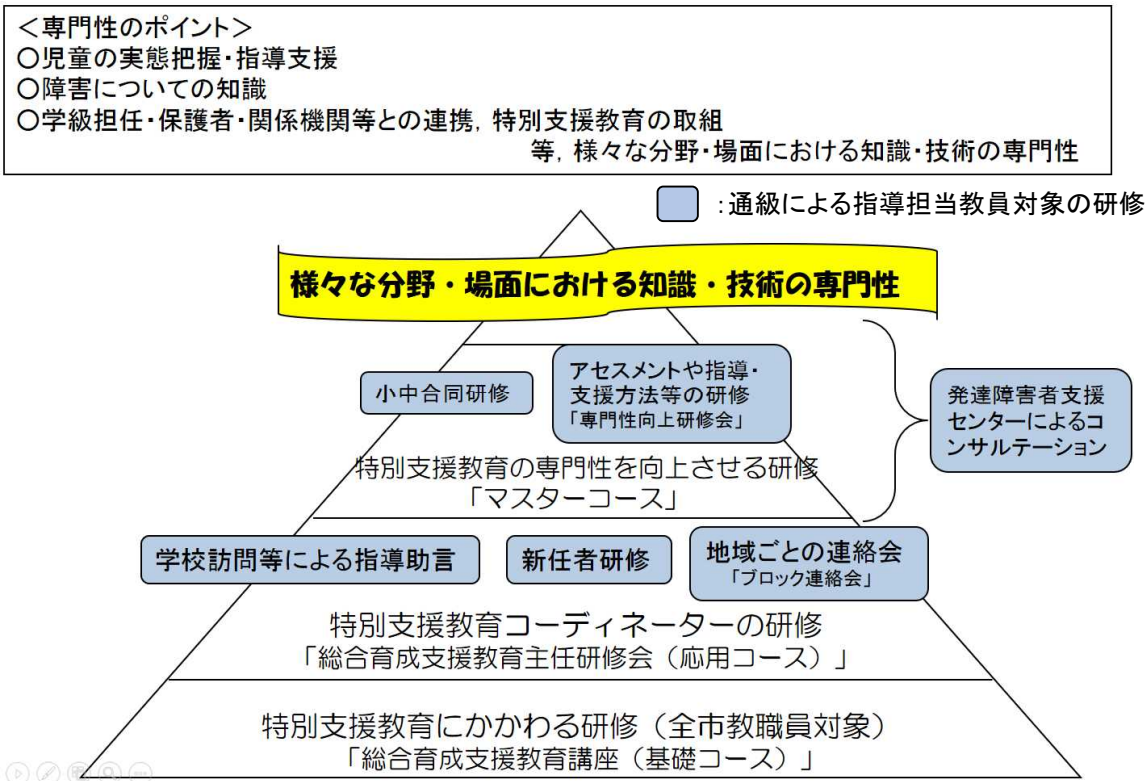 ＜専門性のポイント＞
〇児童の実態把握・指導支援
〇障害についての知識
〇学級担任・保護者・関係機関等との連携，特別支援教育の取組
等，様々な分野・場面における知識・技術の専門性
：通級による指導担当教員対象の研修
様々な分野・場面における知識・技術の専門性
小中合同研修
アセスメントや指導・
支援方法等の研修
「専門性向上研修会」
発達障害者支援
センターによるコ
ンサルテーション
特別支援教育の専門性を向上させる研修
「マスターコース」
学校訪問等による指導助言
新任者研修
地域ごとの連絡会
「ブロック連絡会」
特別支援教育コーディネーターの研修
「総合育成支援教育主任研修会（応用コース）」
特別支援教育にかかわる研修（全市教職員対象）
「総合育成支援教育講座（基礎コース）」